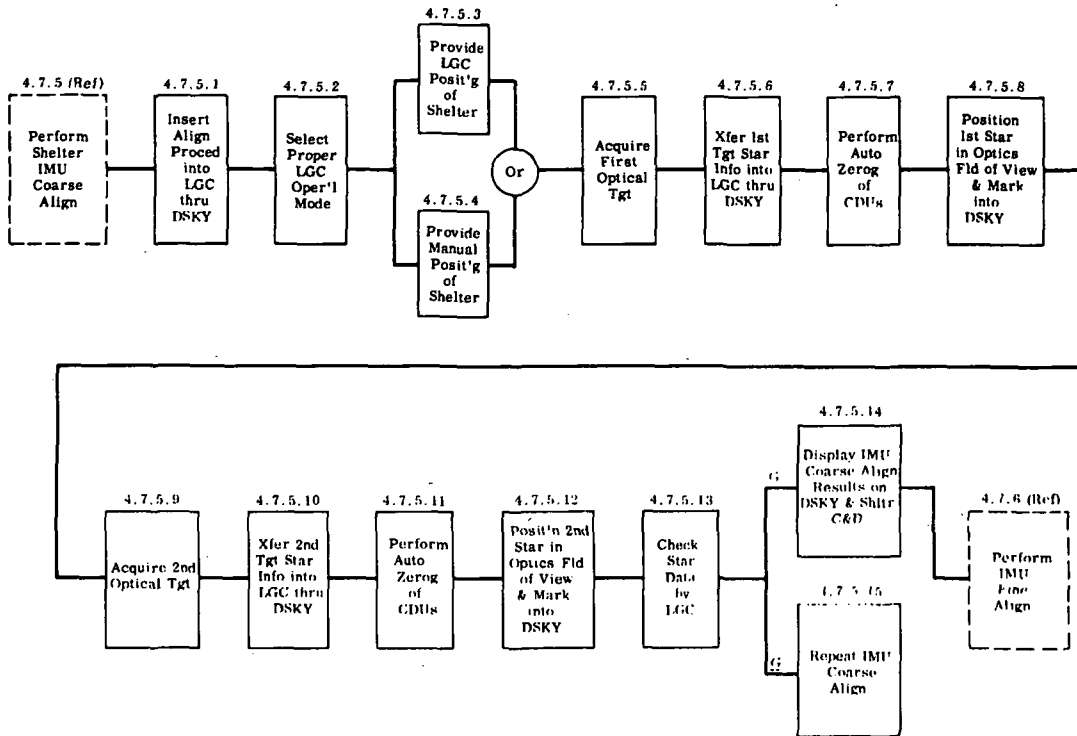 4.7.5 (Ref)
Perform
Shelter
IMU
Coarse
Align
4.7.5.1
Insert
Align
Proced
into
LGC
thru
DSKY
4.7.5.2
Select
Proper
LGC
Oper'l
Mode
4.7.5.3
Provide
LGC
Posit'g
of
Shelter
4.7.5.4
Provide
Manual
Posit'g
of
Shelter
Or
4.7.5.5
Acquire
First
Optical
Tgt
4.7.5.6
Xfer 1st
Tgt Star
Info into
LGC thru
DSKY
4.7.5.7
Perform
Auto
Zerog
of
CDUs
4.7.5.8
Position
1st Star
in Optics
Fld of View
& Mark
into
DSKY
4.7.5.9
Acquire 2nd
Optical Tgt
4.7.5.10
Xfer 2nd
Tgt Star
Info into
LGC thru
DSKY
4.7.5.11
Perform
Auto
Zerog
of
CDUs
4.7.5.12
Posit'n 2nd
Star in
Optics Fld
of View
& Mark
into
DSKY
4.7.5.13
Check
Star
Data
by
LGC
G
4.7.5.14
Display IMU
Coarse Align
Results on
DSKY & Shltr
C&D
G
4.7.5.15
Repeat IMU
Coarse
Align
4.7.6 (Ref)
Perform
IMU
Fine
Align